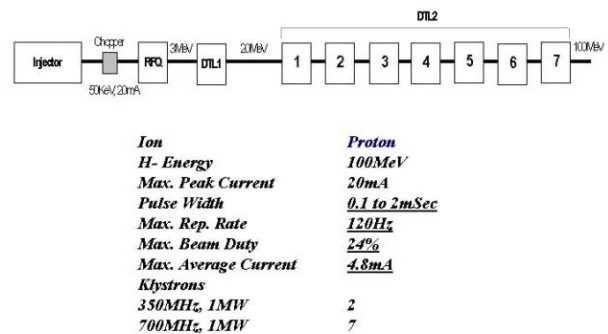 DTL2
Chopper 3MeV 20MeV 100MeV
Injector RFQ DTL1 1 2 3 4 5 6 7
50KeV, 20mA
Ion Proton
H- Energy 100MeV
Max. Peak Current 20mA
Pulse Width 0.1 to 2mSec
Max. Rep. Rate 120Hz
Max. Beam Duty 24%
Max. Average Current 4.8mA
Klystrons
350MHz, 1MW 2
700MHz, 1MW 7